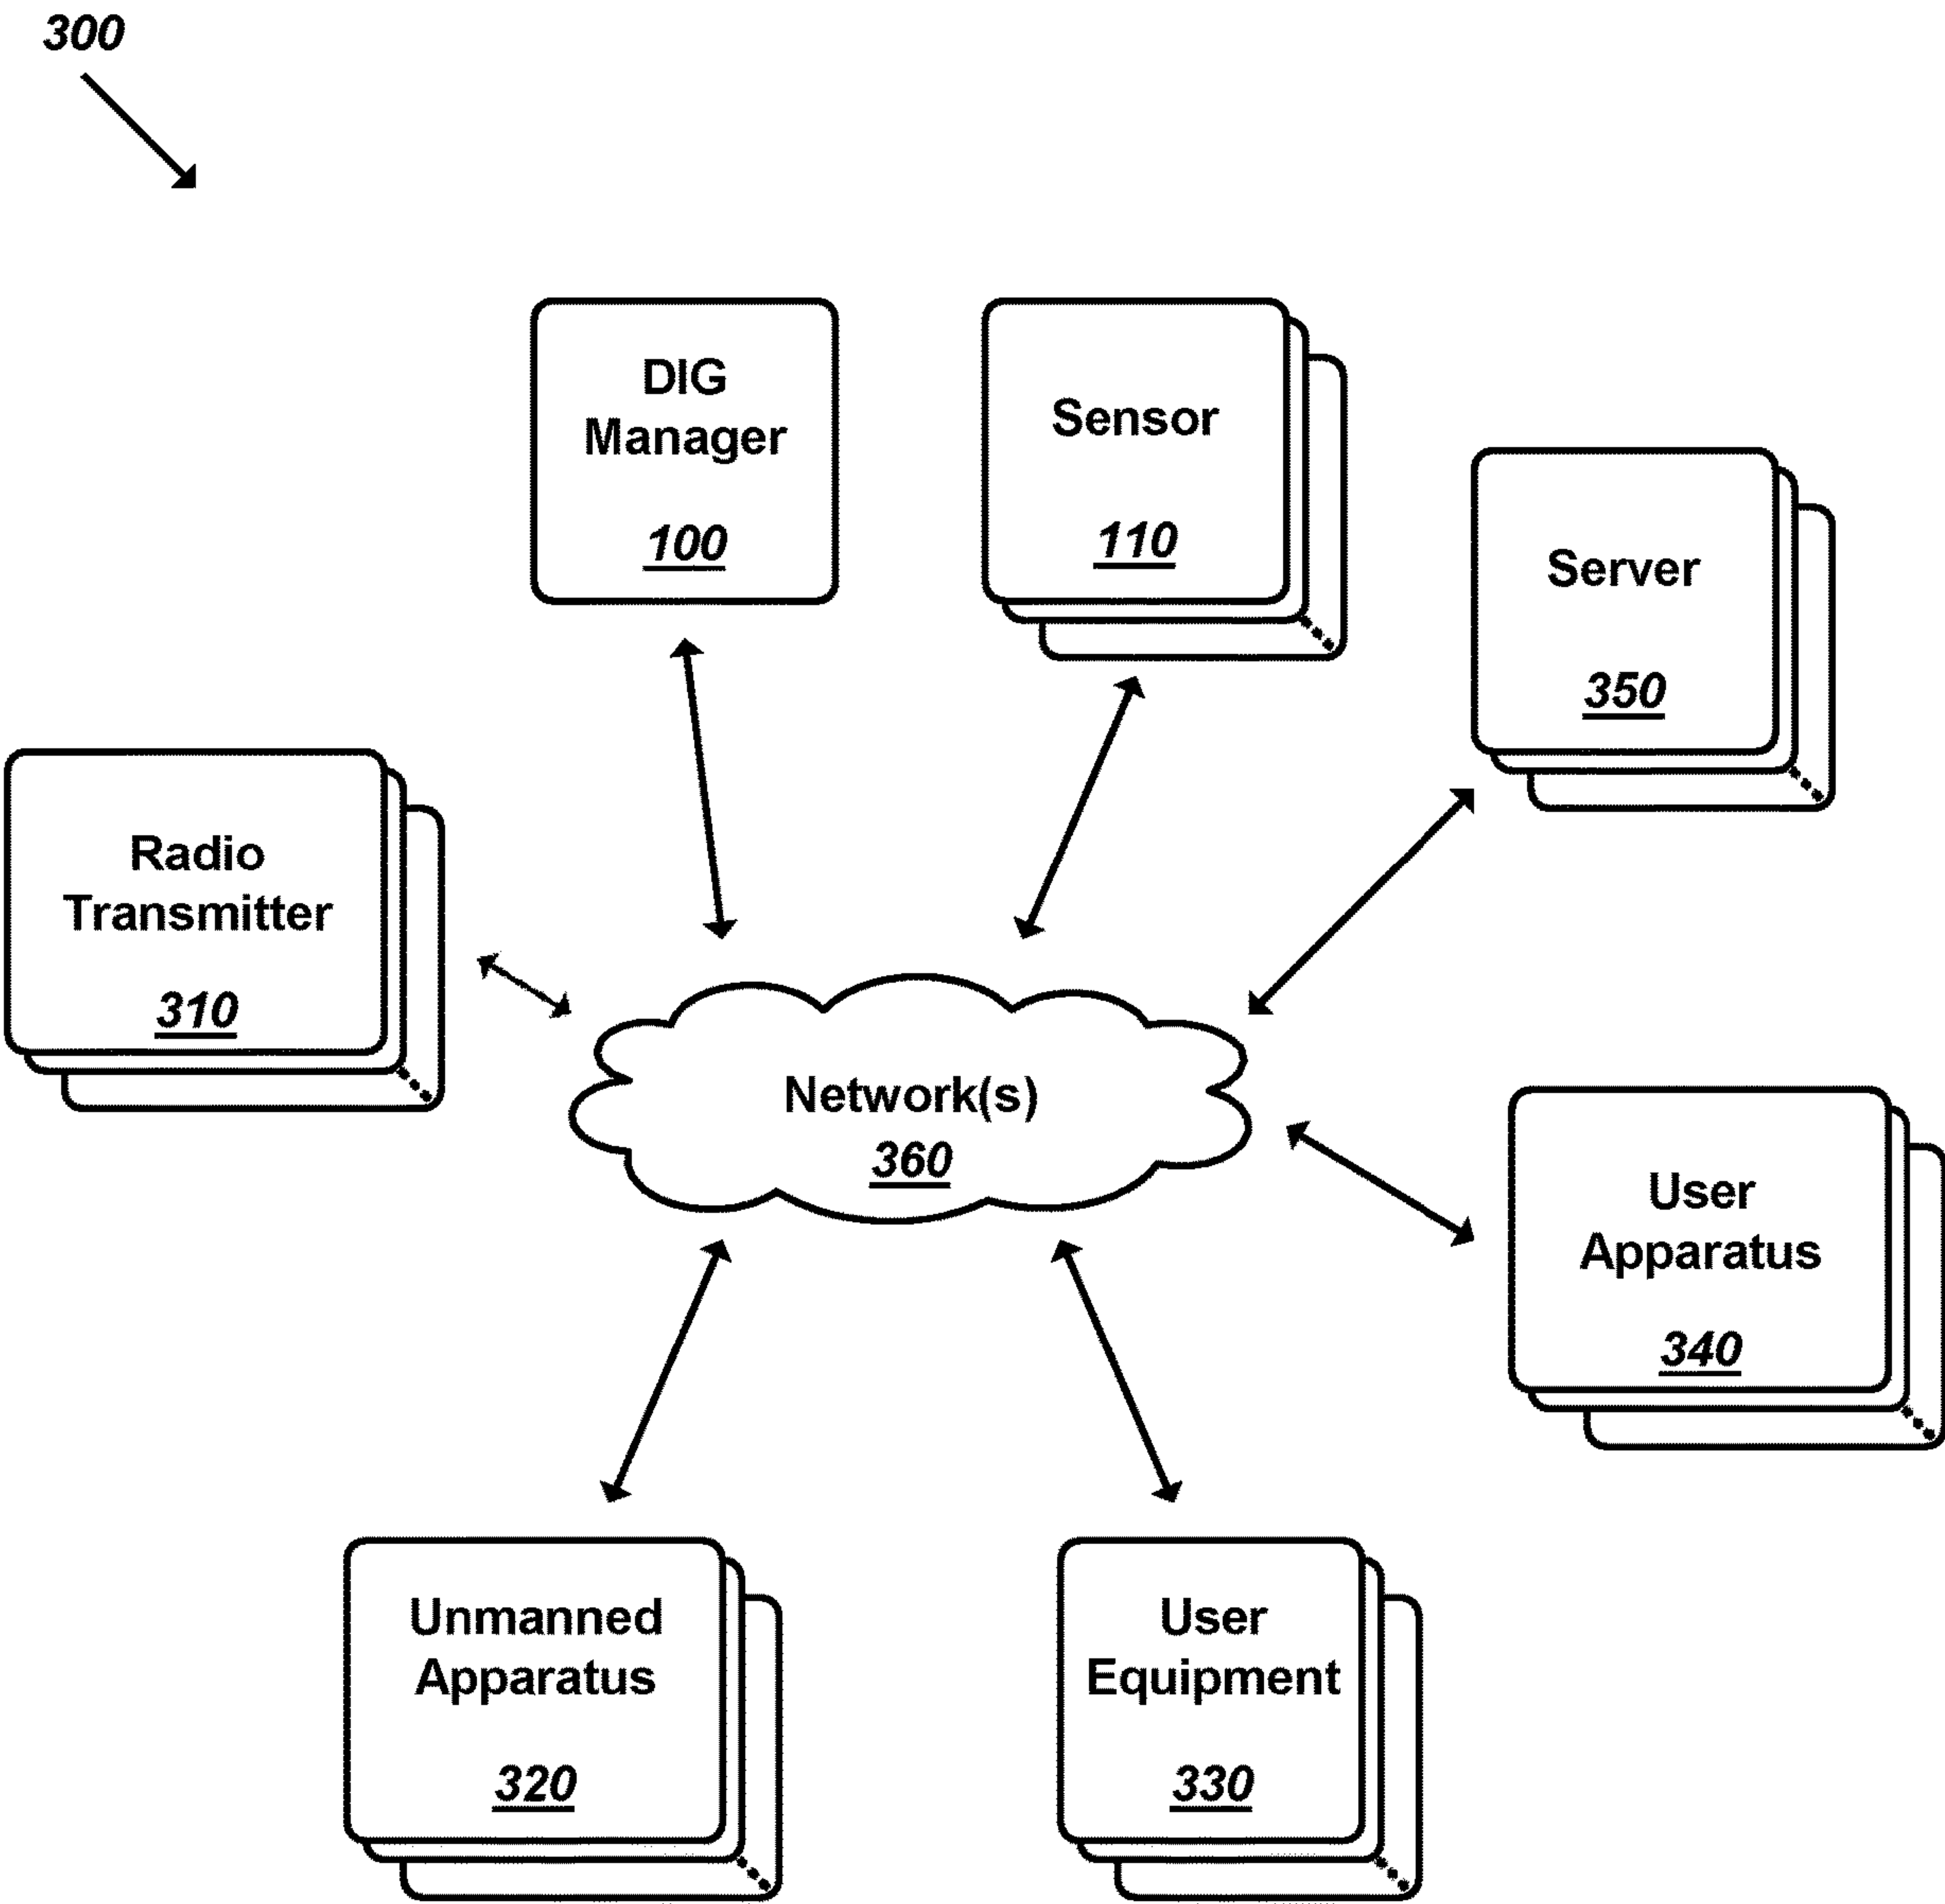 300
DIG
Manager
100
Sensor
110
Server
350
Radio
Transmitter
310
Network(s)
360
User
Apparatus
340
Unmanned
Apparatus
320
User
Equipment
330